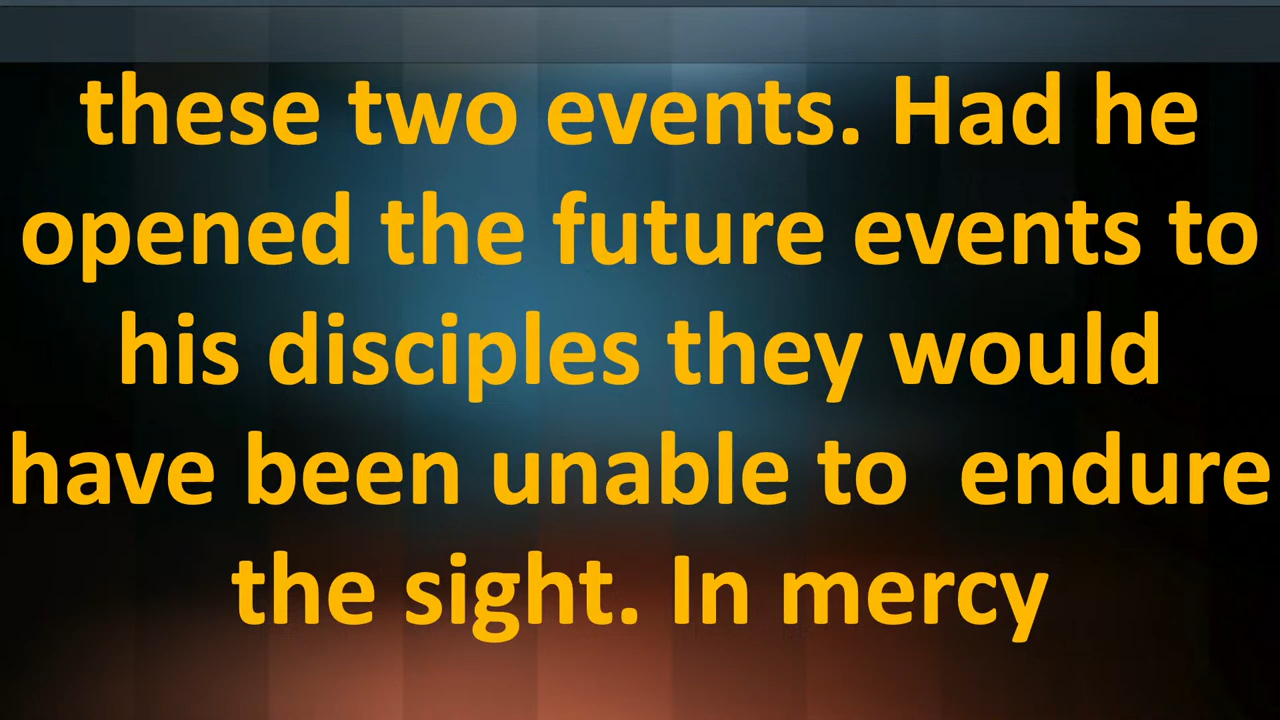 these two events. Had he
opened the future events to
his disciples they would
have been unable to  endure
the sight. In mercy